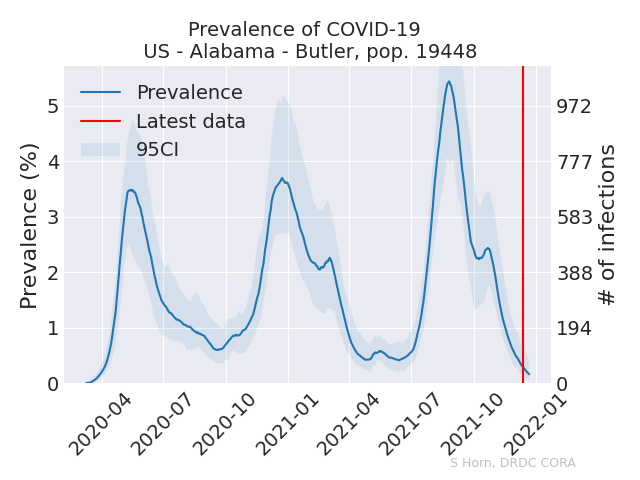 Prevalence of COVID-19
US - Alabama - Butler, pop. 19448
Prevalence
Latest data
95CI
Prevalence (%)
5
4
3
2
1
0
972
777
583
388
194
0
# of infections
2020-04
2020-07
2020-10
2021-01
2021-04
2021-07
2021-10
2022-01
S Horn, DRDC CORA